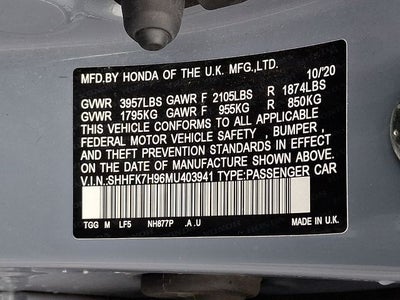 MFD.BY HONDA OF THE U.K. MFG.,LTD.
10/20
GVWR 3957LBS GAWR F 2105LBS R 1874LBS
GVWR 1795KG GAWR F 955KG R 850KG
THIS VEHICLE CONFORMS TO ALL APPLICABLE
FEDERAL MOTOR VEHICLE SAFETY , BUMPER ,
AND THEFT PREVENTION STANDARDS IN EFFECT
ON THE DATE OF MANUFACTURE SHOWN ABOVE.
V.I.N:SHHFK7H96MU403941 TYPE:PASSENGER CAR
TGG M LF5 NH877P .A.U